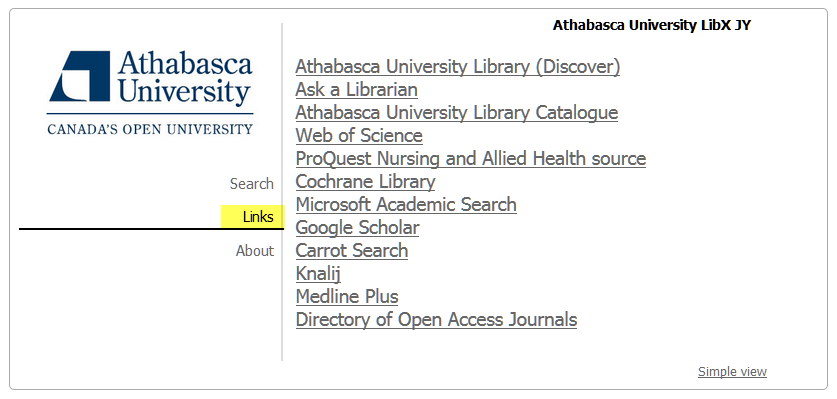 Athabasca University LibX JY
Athabasca
University
CANADA'S OPEN UNIVERSITY
Search
Links
About
Athabasca University Library (Discover)
Ask a Librarian
Athabasca University Library Catalogue
Web of Science
ProQuest Nursing and Allied Health source
Cochrane Library
Microsoft Academic Search
Google Scholar
Carrot Search
Knalij
Medline Plus
Directory of Open Access Journals
Simple view